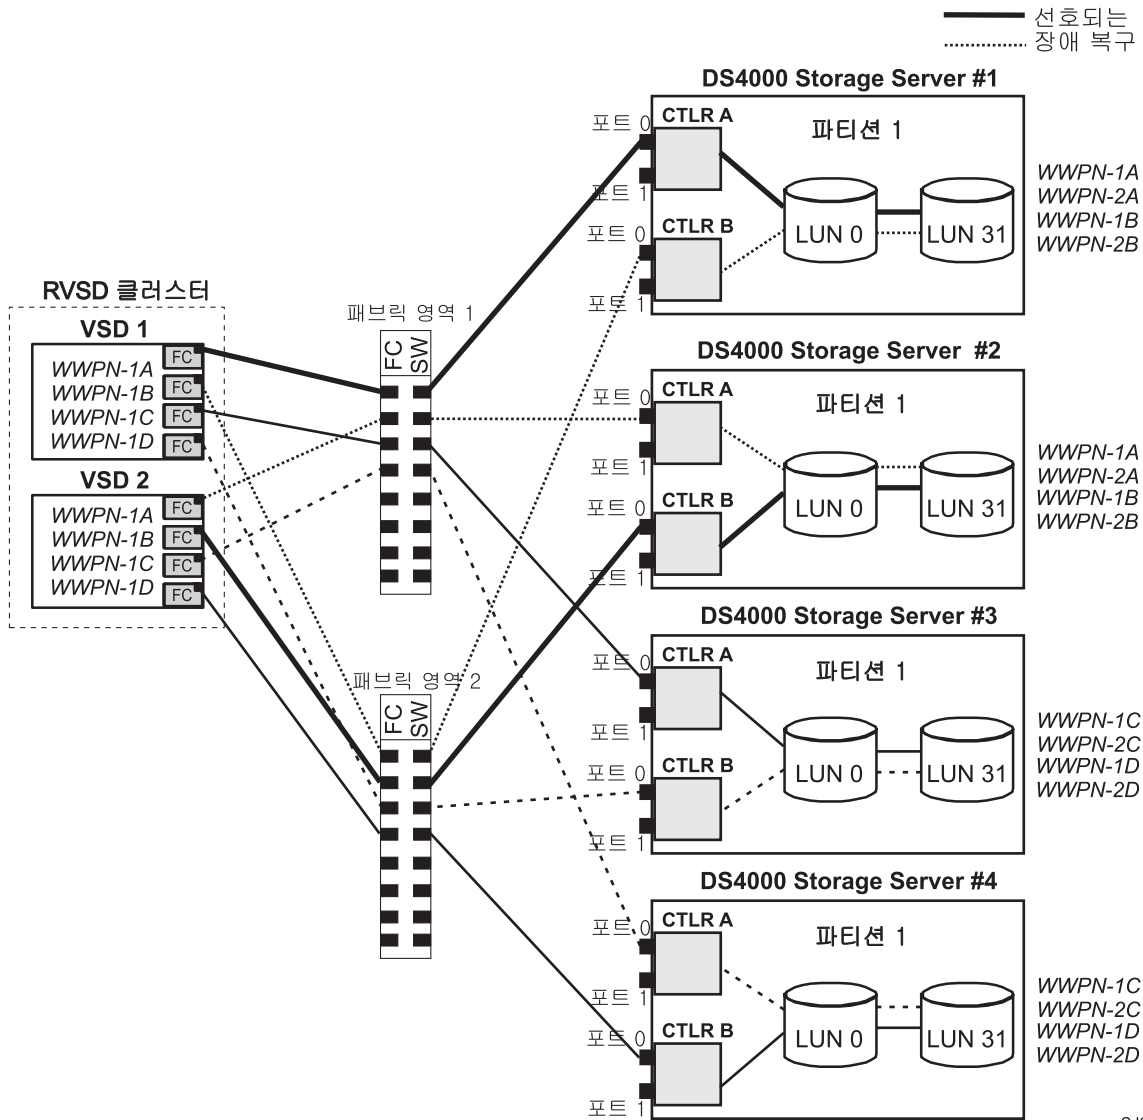 선호되는
장애 복구
DS4000 Storage Server #1
포트 0
CTLR A
파티션 1
포트 1
포트 0
CTLR B
포트 1
LUN 0
LUN 31
WWPN-1A
WWPN-2A
WWPN-1B
WWPN-2B
RVSD 클러스터
VSD 1
WWPN-1A
WWPN-1B
WWPN-1C
WWPN-1D
FC
FC
FC
FC
VSD 2
WWPN-1A
WWPN-1B
WWPN-1C
WWPN-1D
FC
FC
FC
FC
패브릭 영역 1
FC SW
패브릭 영역 2
FC SW
DS4000 Storage Server #2
포트 0
CTLR A
파티션 1
포트 1
포트 0
CTLR B
포트 1
LUN 0
LUN 31
WWPN-1A
WWPN-2A
WWPN-1B
WWPN-2B
DS4000 Storage Server #3
포트 0
CTLR A
파티션 1
포트 1
포트 0
CTLR B
포트 1
LUN 0
LUN 31
WWPN-1C
WWPN-2C
WWPN-1D
WWPN-2D
DS4000 Storage Server #4
포트 0
CTLR A
파티션 1
포트 1
포트 0
CTLR B
포트 1
LUN 0
LUN 31
WWPN-1C
WWPN-2C
WWPN-1D
WWPN-2D